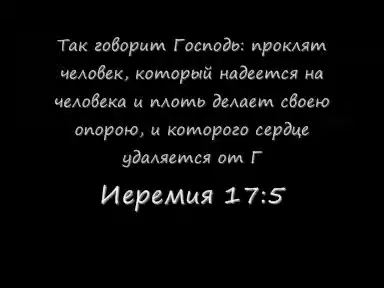 Так говорит Господь: проклят
человек, который надеется на
человека и плоть делает своею
опорою, и которого сердце
удаляется от Г
Иеремия 17:5